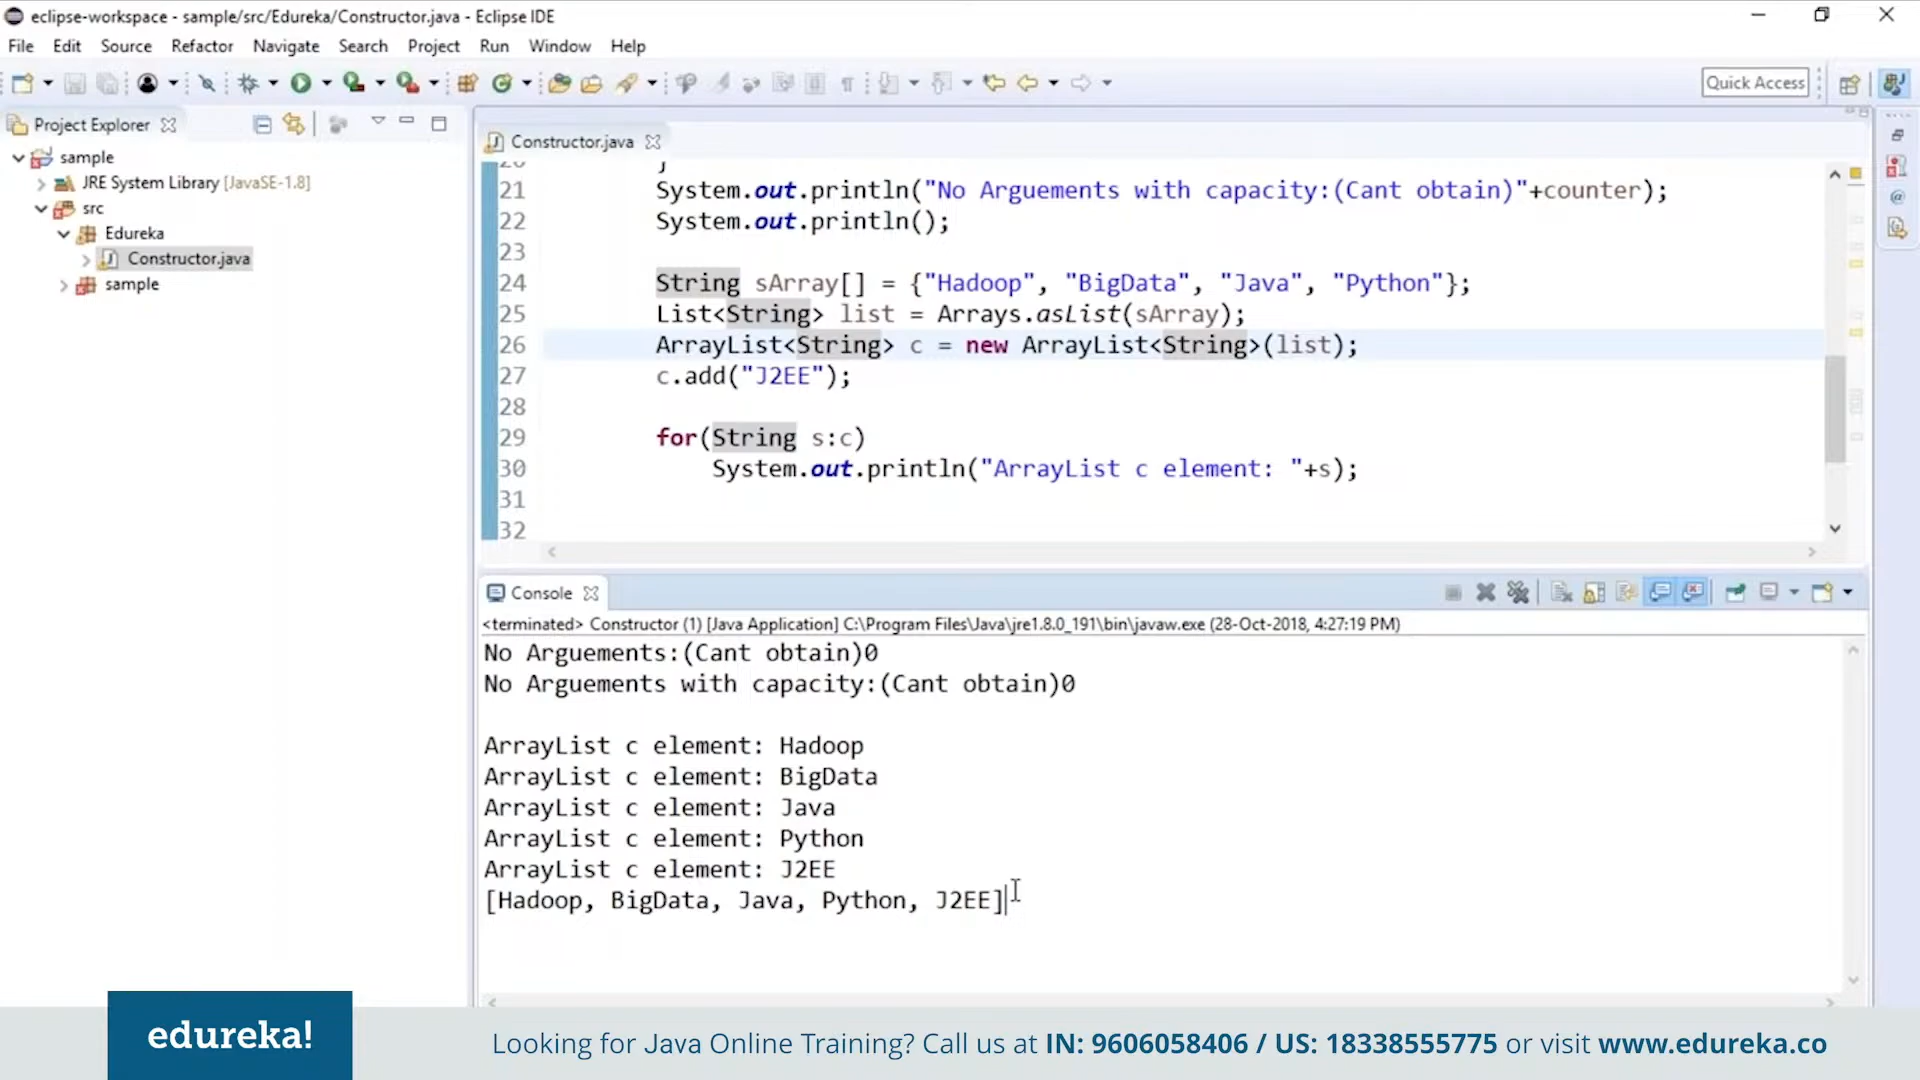 eclipse-workspace - sample/src/Edureka/Constructor.java - Eclipse IDE
File Edit Source Refactor Navigate Search Project Run Window Help
Quick Access
Project Explorer
sample
JRE System Library [JavaSE-1.8]
src
Edureka
Constructor.java
sample
Constructor.java
20 }
21 System.out.println("No Arguements with capacity:(Cant obtain)"+counter);
22 System.out.println();
23
24 String sArray[] = {"Hadoop", "BigData", "Java", "Python"};
25 List<String> list = Arrays.asList(sArray);
26 ArrayList<String> c = new ArrayList<String>(list);
27 c.add("J2EE");
28
29 for(String s:c)
30 System.out.println("ArrayList c element: "+s);
31
32
Console
<terminated> Constructor (1) [Java Application] C:\Program Files\Java\jre1.8.0_191\bin\javaw.exe (28-Oct-2018, 4:27:19 PM)
No Arguements:(Cant obtain)0
No Arguements with capacity:(Cant obtain)0
ArrayList c element: Hadoop
ArrayList c element: BigData
ArrayList c element: Java
ArrayList c element: Python
ArrayList c element: J2EE
[Hadoop, BigData, Java, Python, J2EE]
edureka!
Looking for Java Online Training? Call us at IN: 9606058406 / US: 18338555775 or visit www.edureka.co